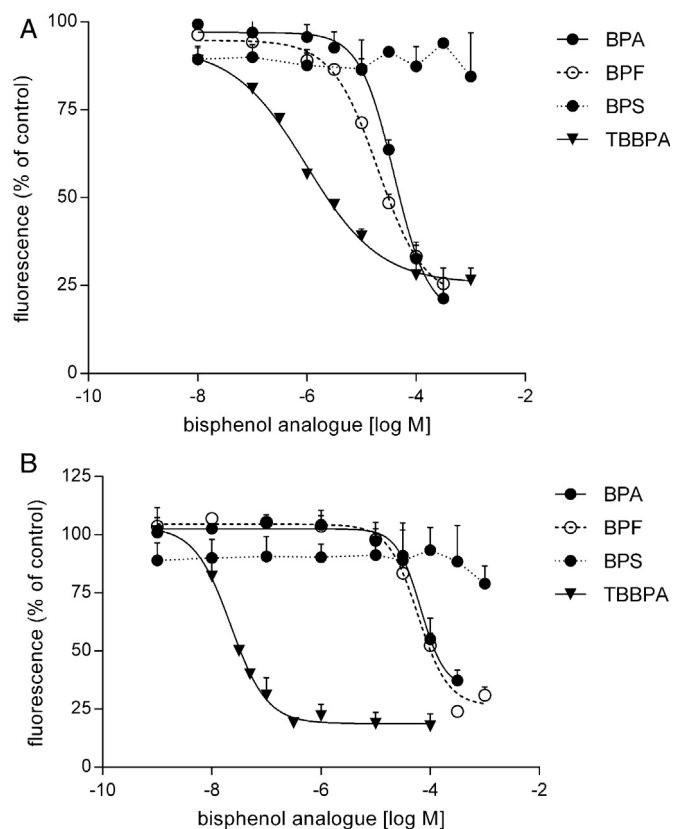 A
fluorescence (% of control)
100
75
50
25
0
-10
-8
-6
-4
-2
bisphenol analogue [log M]
BPA
BPF
BPS
TBBPA
B
fluorescence (% of control)
125
100
75
50
25
0
-10
-8
-6
-4
-2
bisphenol analogue [log M]
BPA
BPF
BPS
TBBPA